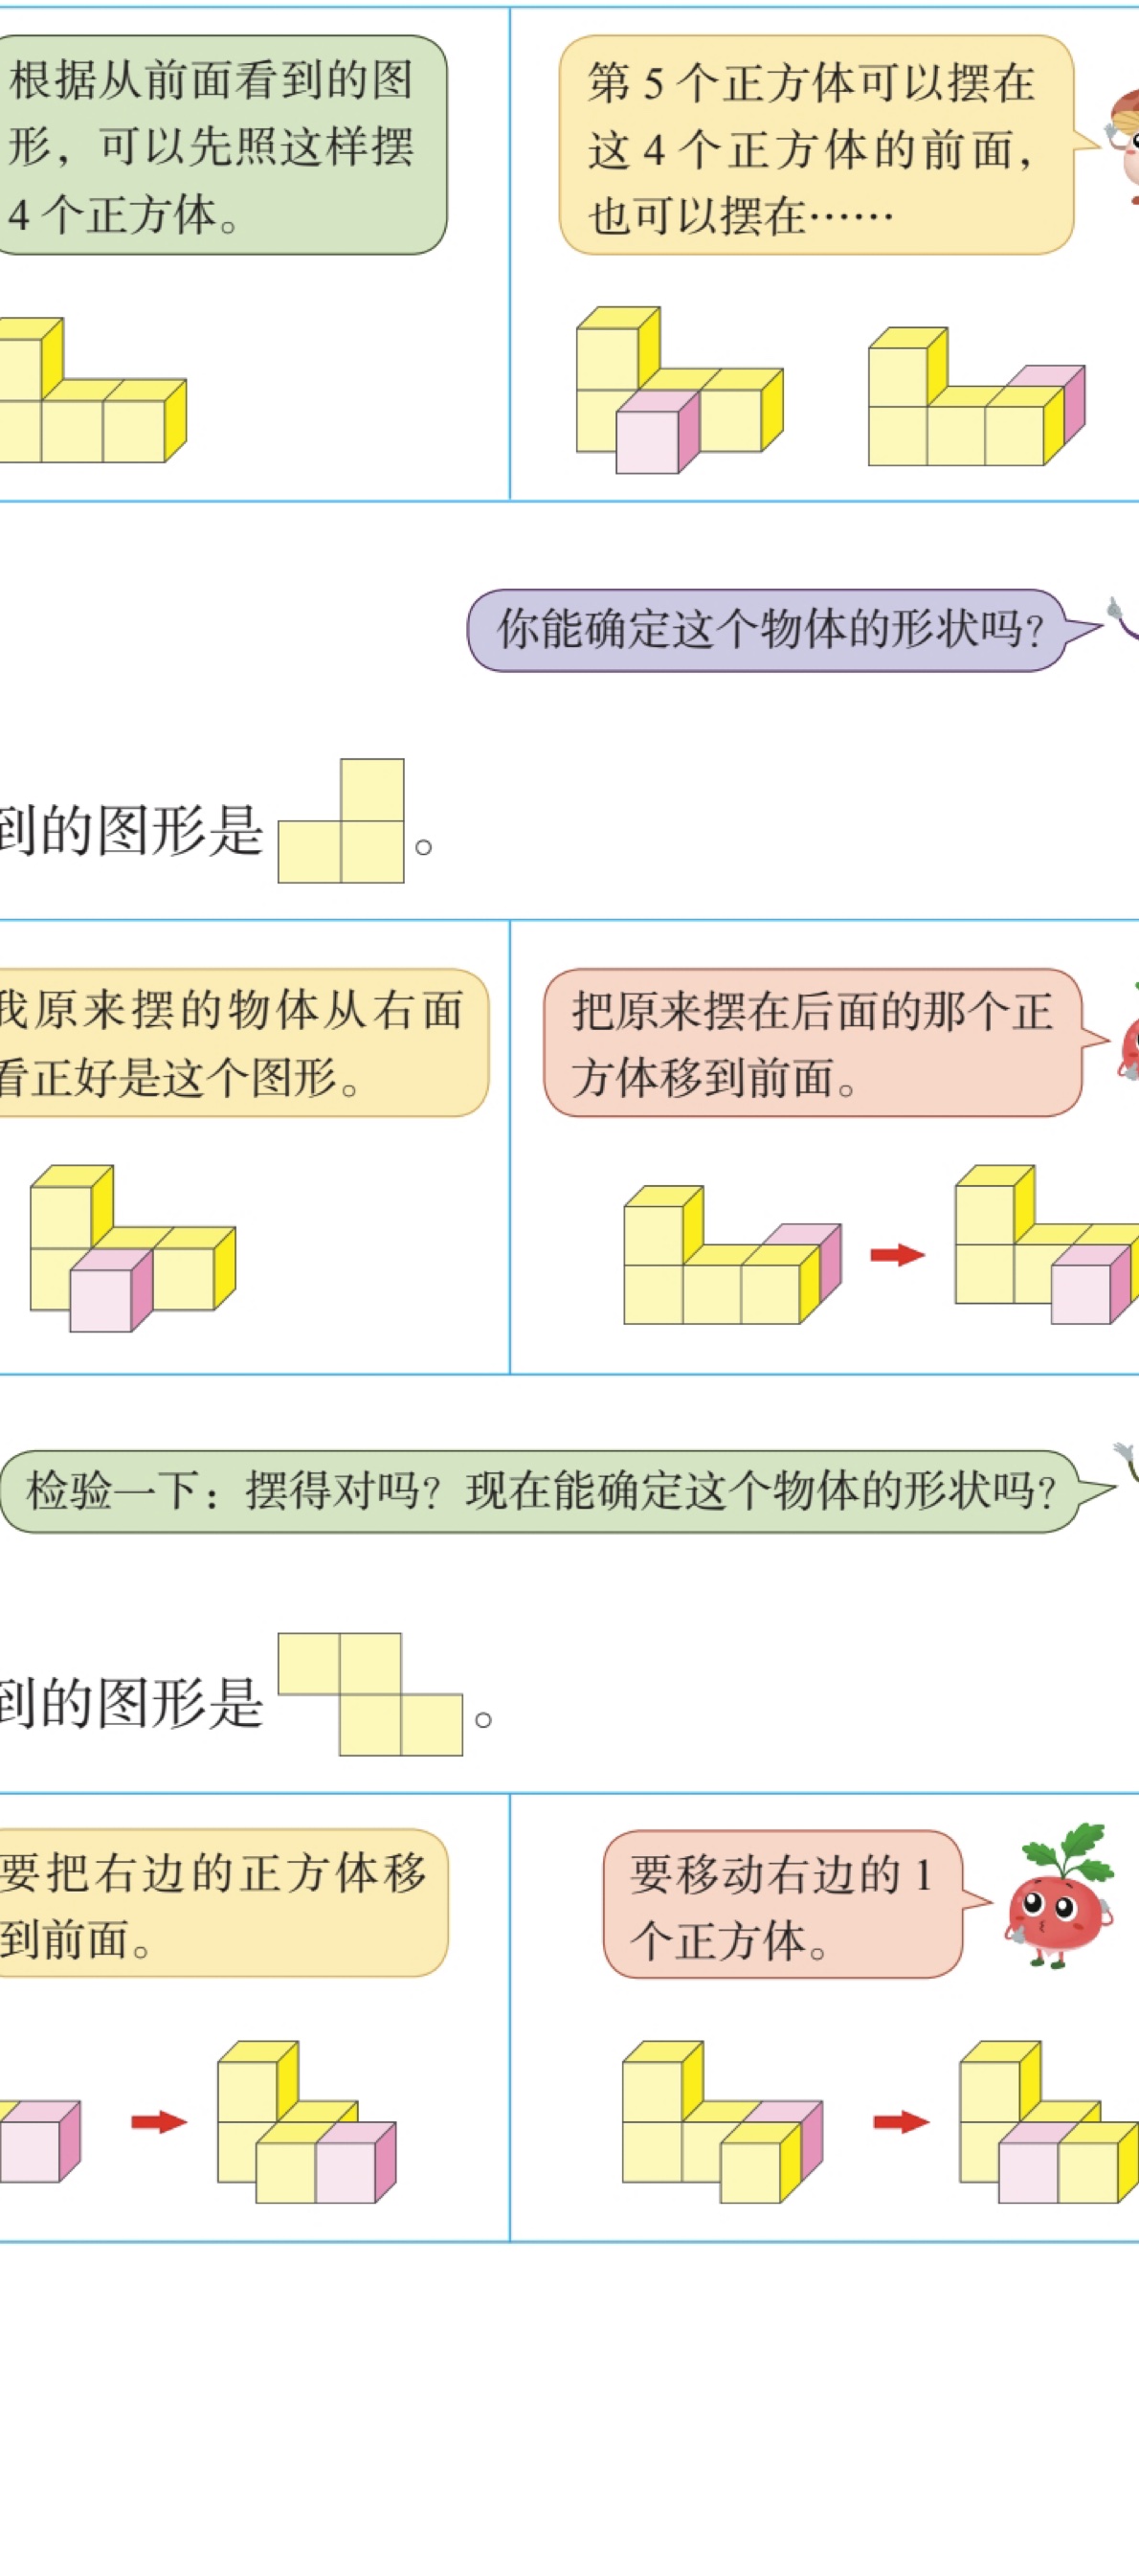 根据从前面看到的图
形，可以先照这样摆
4 个正方体。
第 5 个正方体可以摆在
这 4 个正方体的前面，
也可以摆在……
你能确定这个物体的形状吗？
到的图形是 。
我原来摆的物体从右面
看正好是这个图形。
把原来摆在后面的那个正
方体移到前面。
检验一下：摆得对吗？现在能确定这个物体的形状吗？
到的图形是 。
要把右边的正方体移
到前面。
要移动右边的 1
个正方体。